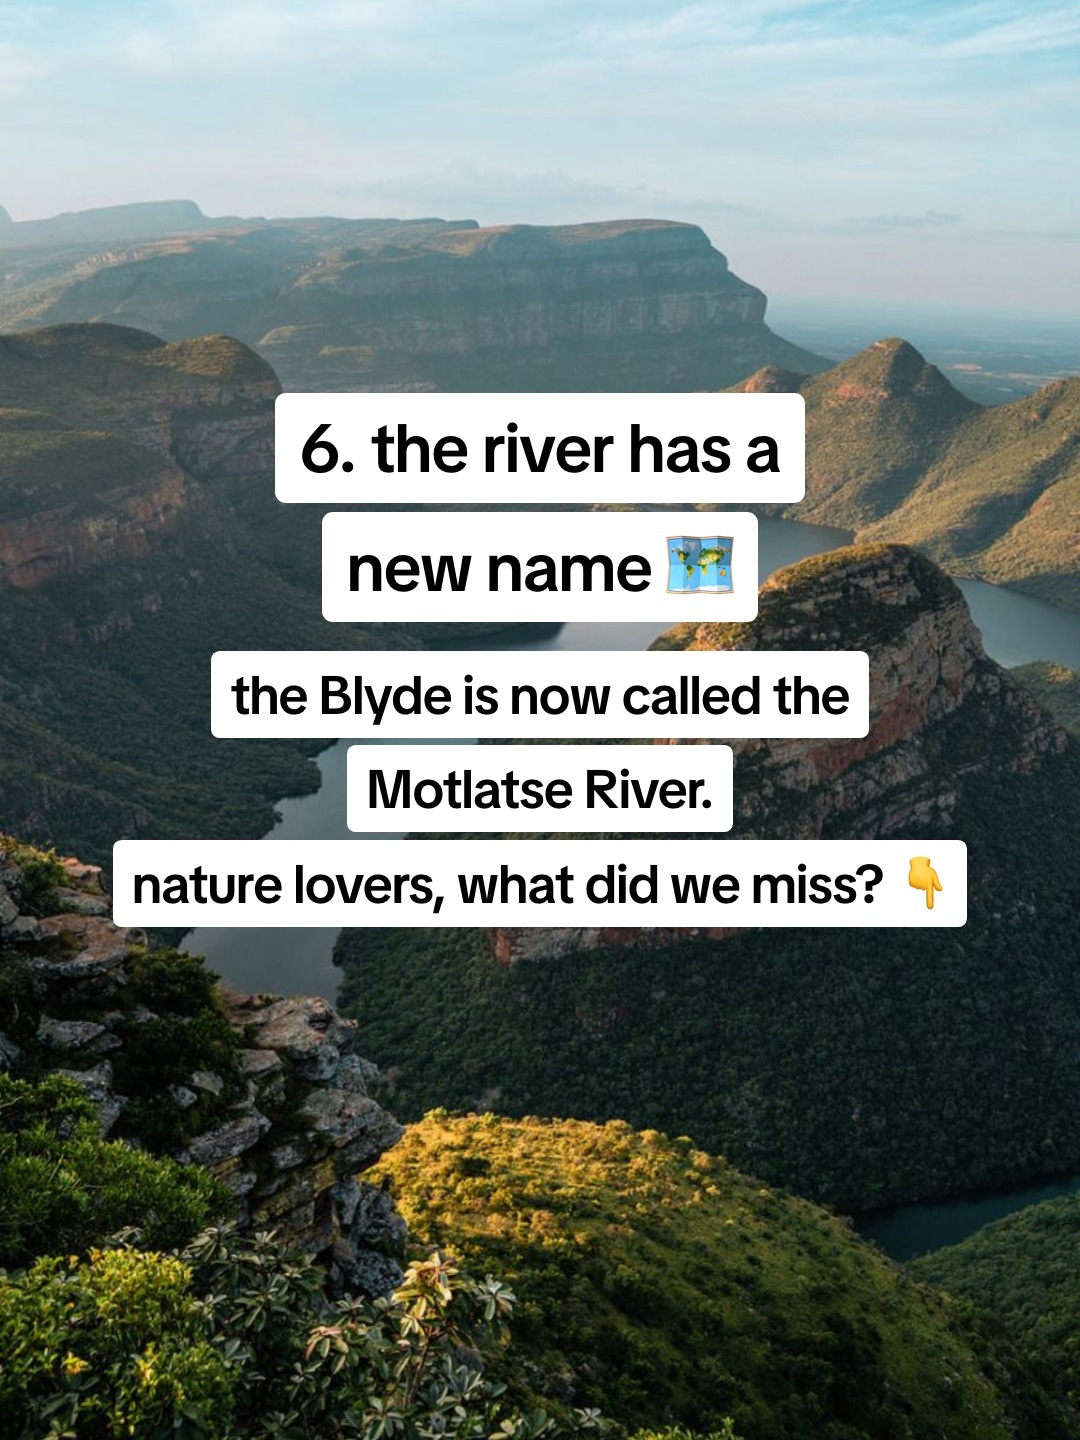 6. the river has a
new name 🗺️
the Blyde is now called the
Motlatse River.
nature lovers, what did we miss? 👇